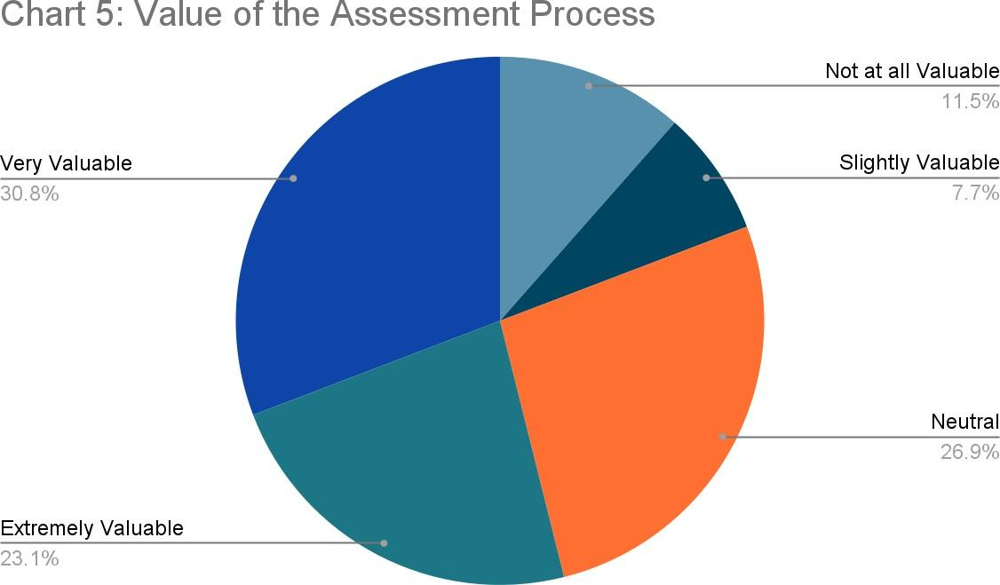 Chart 5: Value of the Assessment Process
Not at all Valuable
11.5%
Slightly Valuable
7.7%
Very Valuable
30.8%
Neutral
26.9%
Extremely Valuable
23.1%